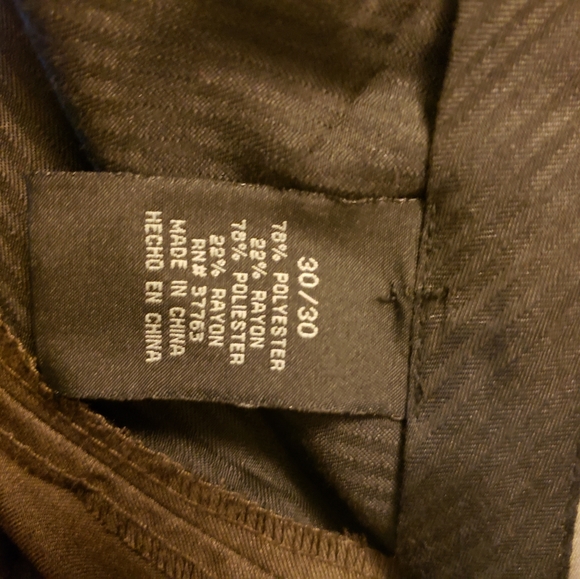 30/30
78% POLYESTER
22% RAYON
78% POLIESTER
22% RAYON
RN# 37763
MADE IN CHINA
HECHO EN CHINA